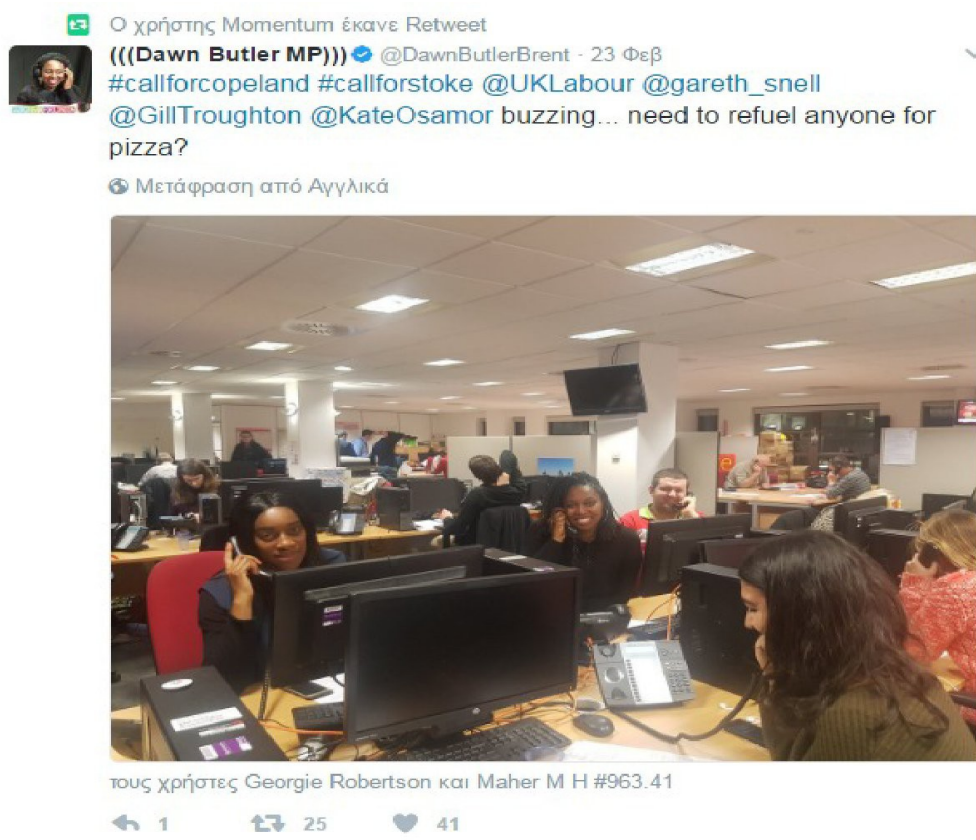 Ο χρήστης Momentum έκανε Retweet
(((Dawn Butler MP))) @DawnButlerBrent · 23 Φεβ
#callforcopeland #callforstoke @UKLabour @gareth_snell
@GillTroughton @KateOsamor buzzing... need to refuel anyone for
pizza?
Μετάφραση από Αγγλικά
τους χρήστες Georgie Robertson και Maher M H #963.41
1 25 41